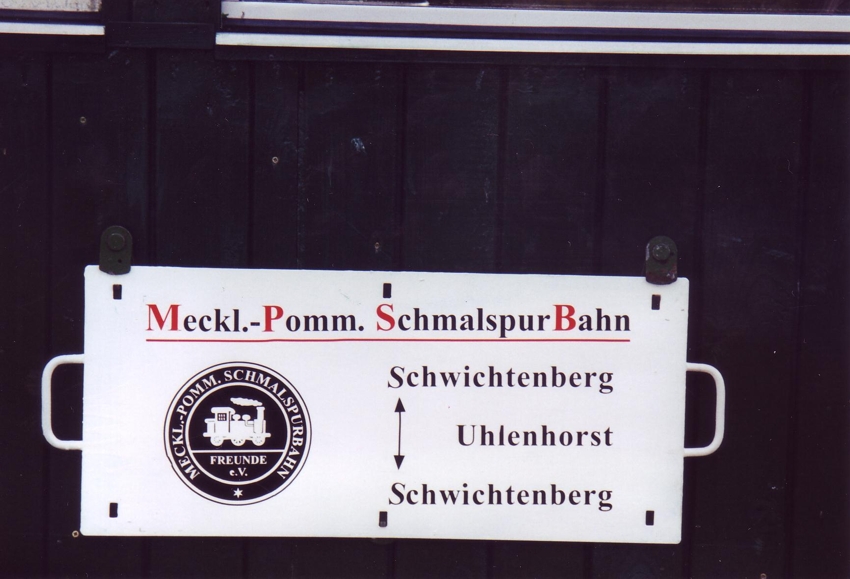 Meckl.-Pomm. SchmalspurBahn
MECKL.-POMM. SCHMALSPURBAHN
FREUNDE
e.V.
Schwichtenberg
Uhlenhorst
Schwichtenberg